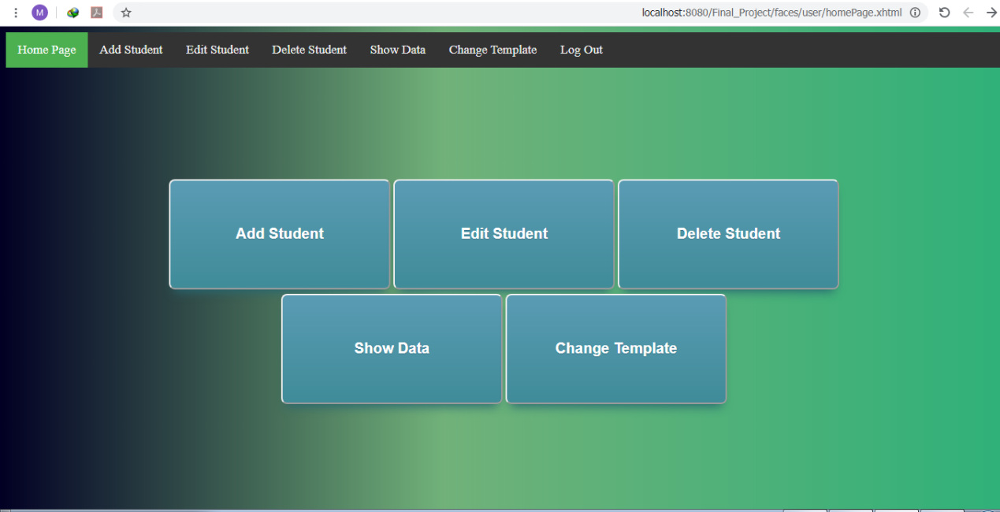 M localhost:8080/Final_Project/faces/user/homePage.xhtml
Home Page Add Student Edit Student Delete Student Show Data Change Template Log Out
Add Student Edit Student Delete Student
Show Data Change Template